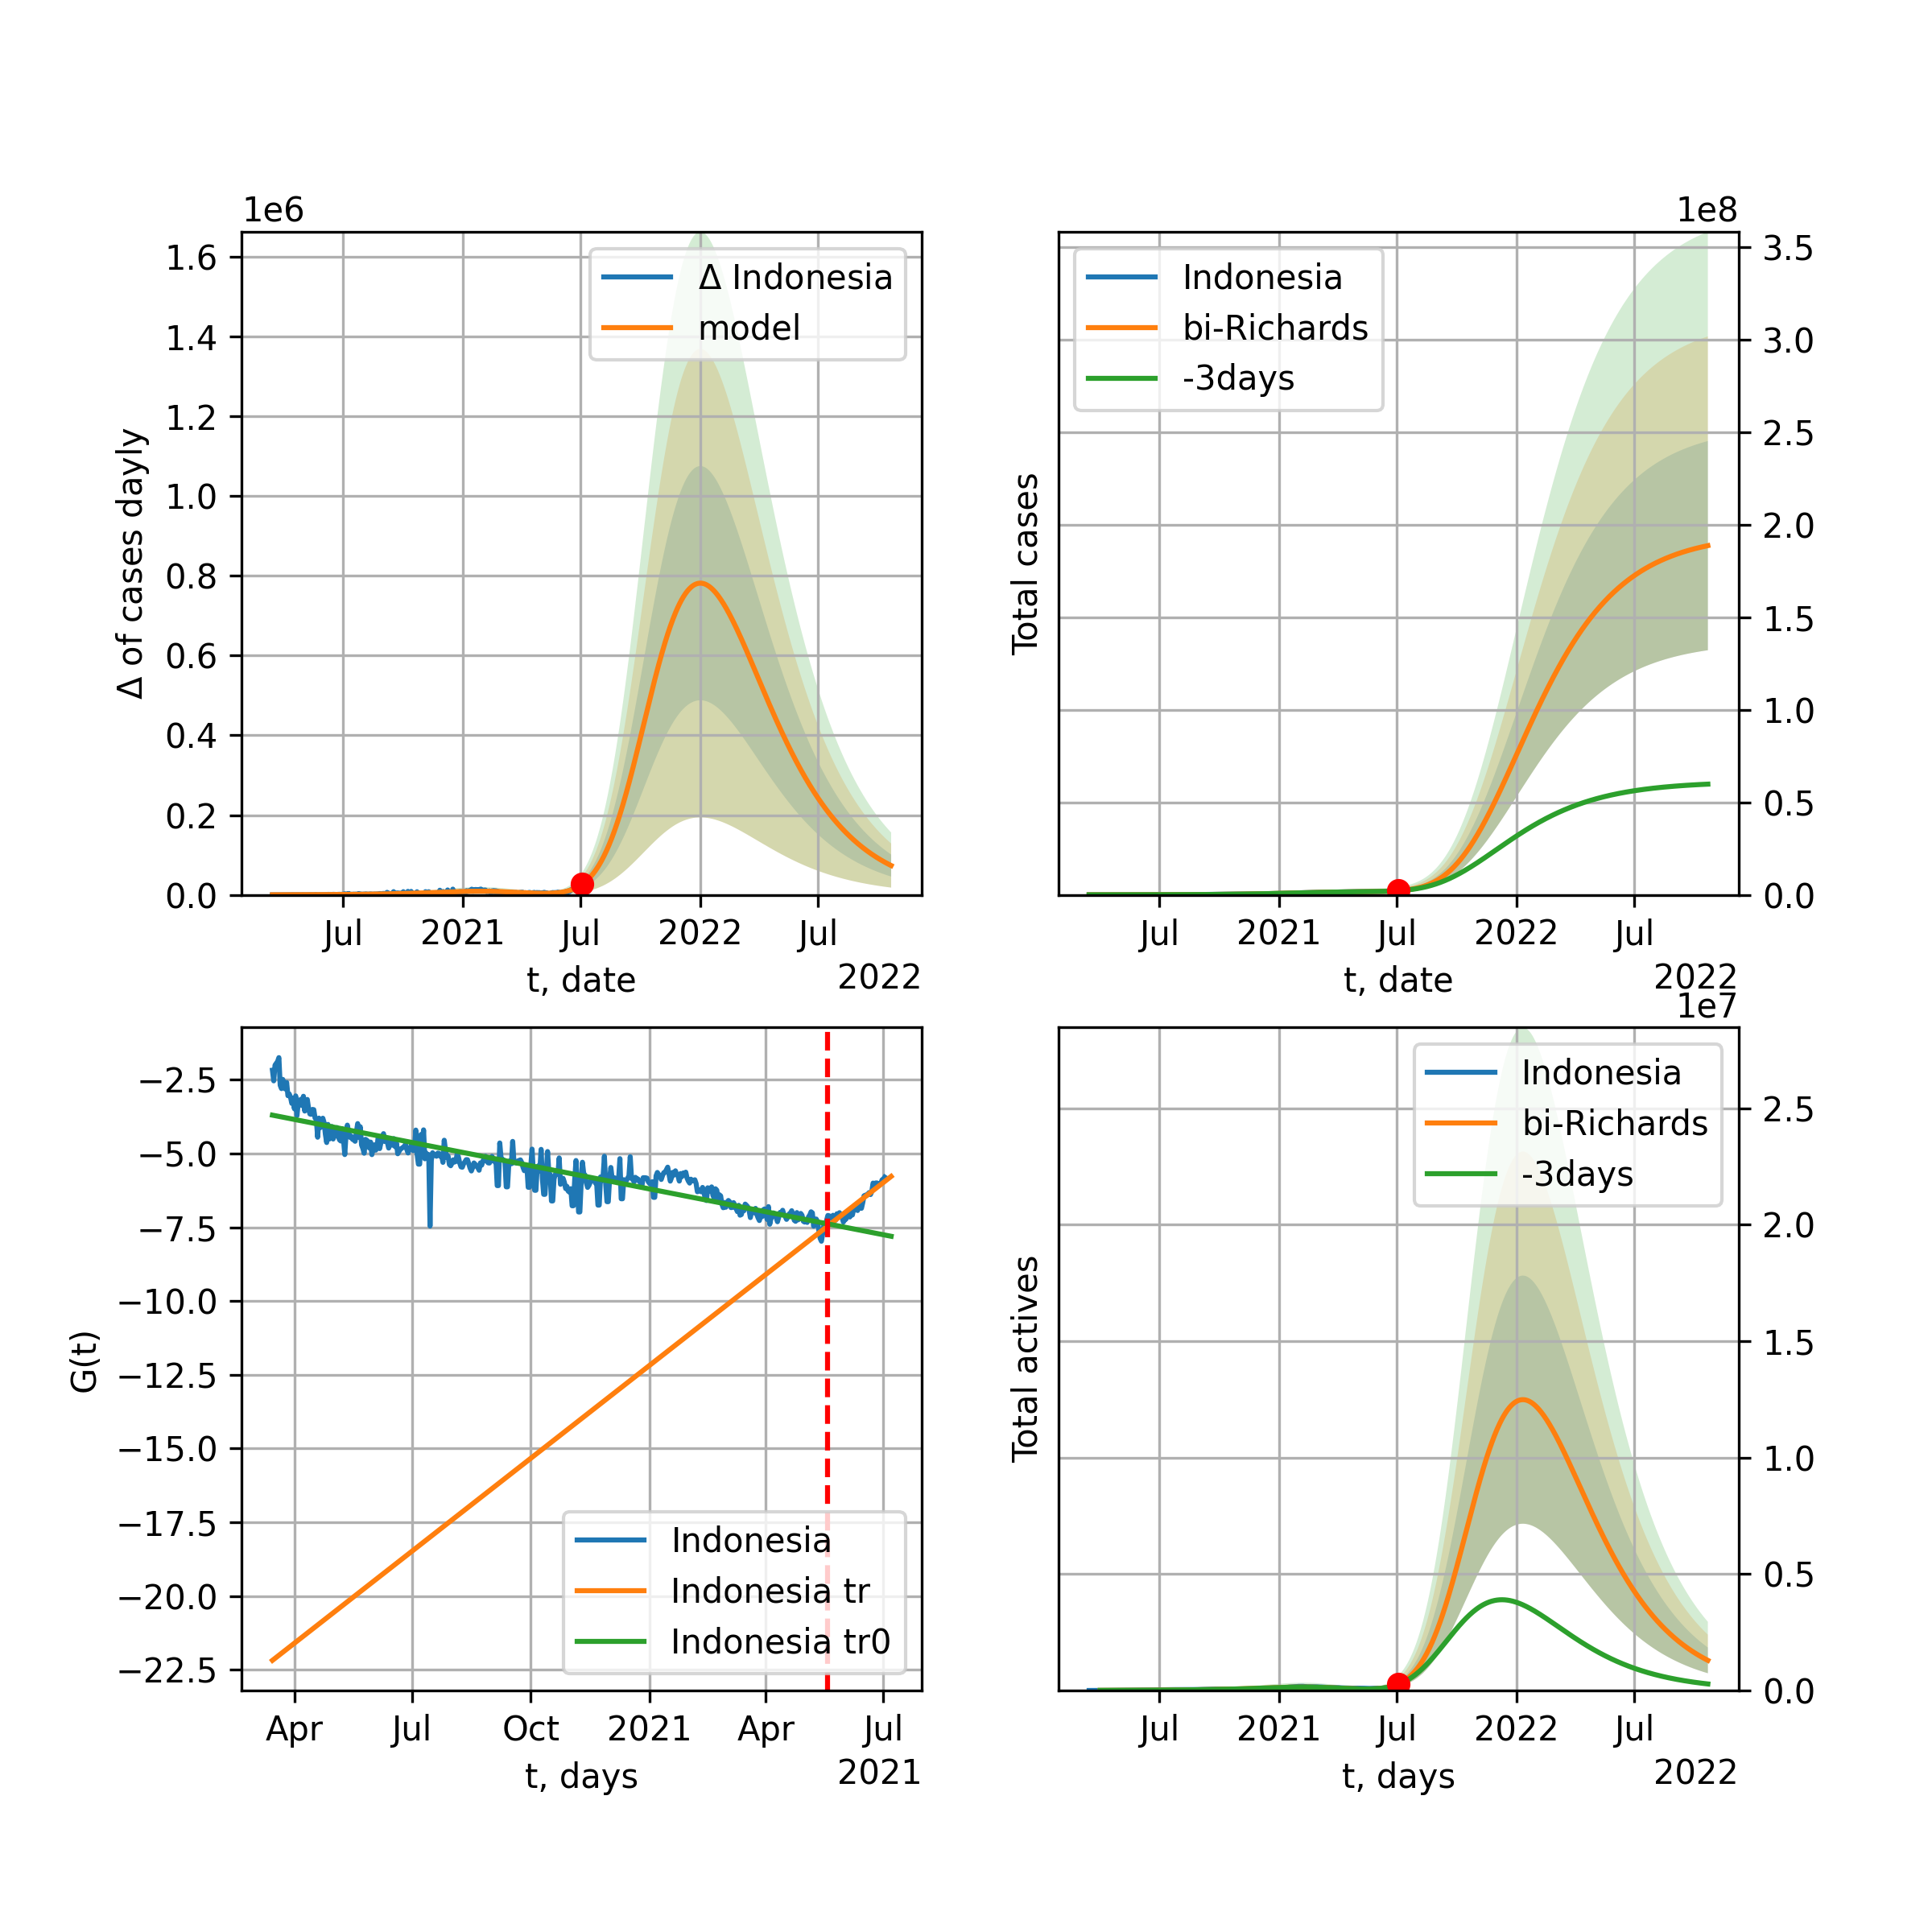 1e6
1.6
1.4
1.2
1.0
0.8
0.6
0.4
0.2
0.0
Δ of cases dayly
Δ Indonesia
model
Jul 2021 Jul 2022 Jul
t, date
2022
1e8
Total cases
Indonesia
bi-Richards
-3days
3.5
3.0
2.5
2.0
1.5
1.0
0.5
0.0
Jul 2021 Jul 2022 Jul
t, date
2022
−2.5
−5.0
−7.5
−10.0
−12.5
−15.0
−17.5
−20.0
−22.5
G(t)
Indonesia
Indonesia tr
Indonesia tr0
Apr Jul Oct 2021 Apr Jul
t, days
2021
1e7
Total actives
Indonesia
bi-Richards
-3days
2.5
2.0
1.5
1.0
0.5
0.0
Jul 2021 Jul 2022 Jul
t, days
2022